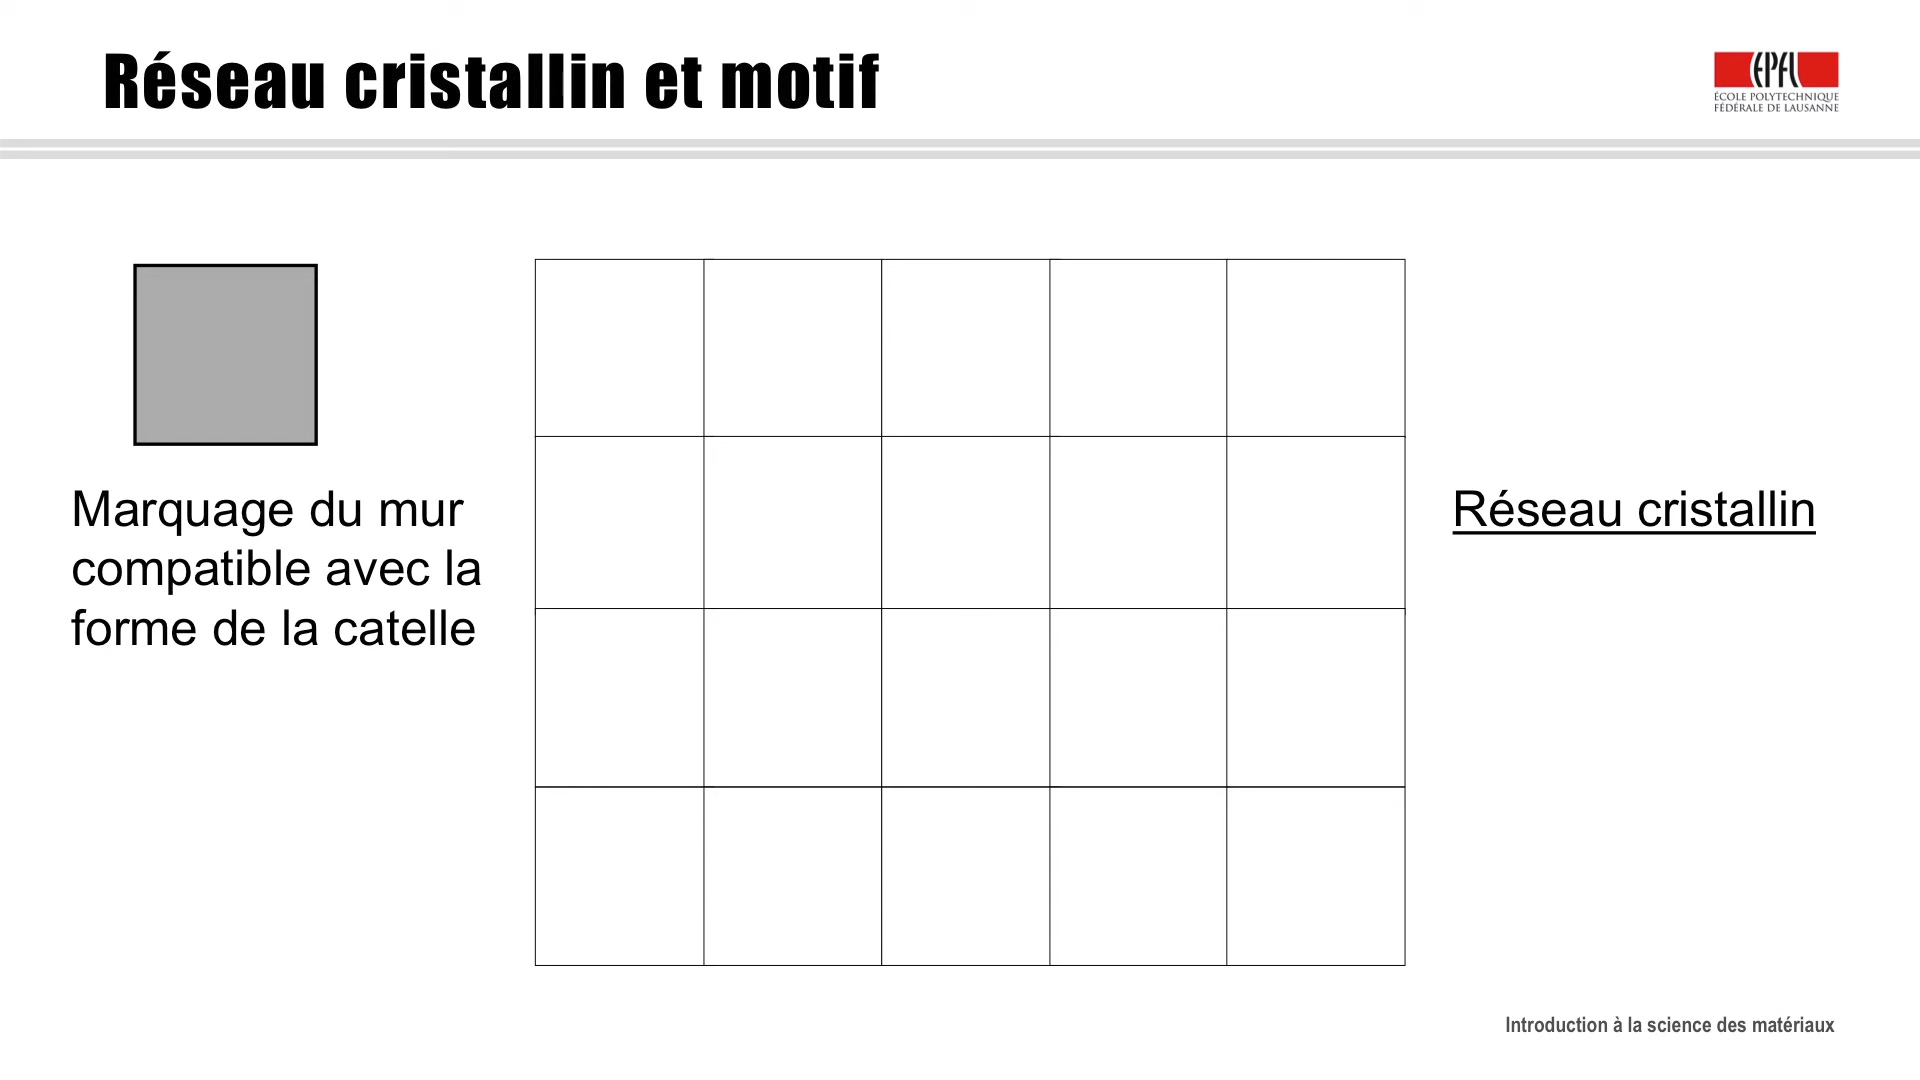 Réseau cristallin et motif
EPFL
ÉCOLE POLYTECHNIQUE
FÉDÉRALE DE LAUSANNE
Marquage du mur
compatible avec la
forme de la catelle
Réseau cristallin
Introduction à la science des matériaux